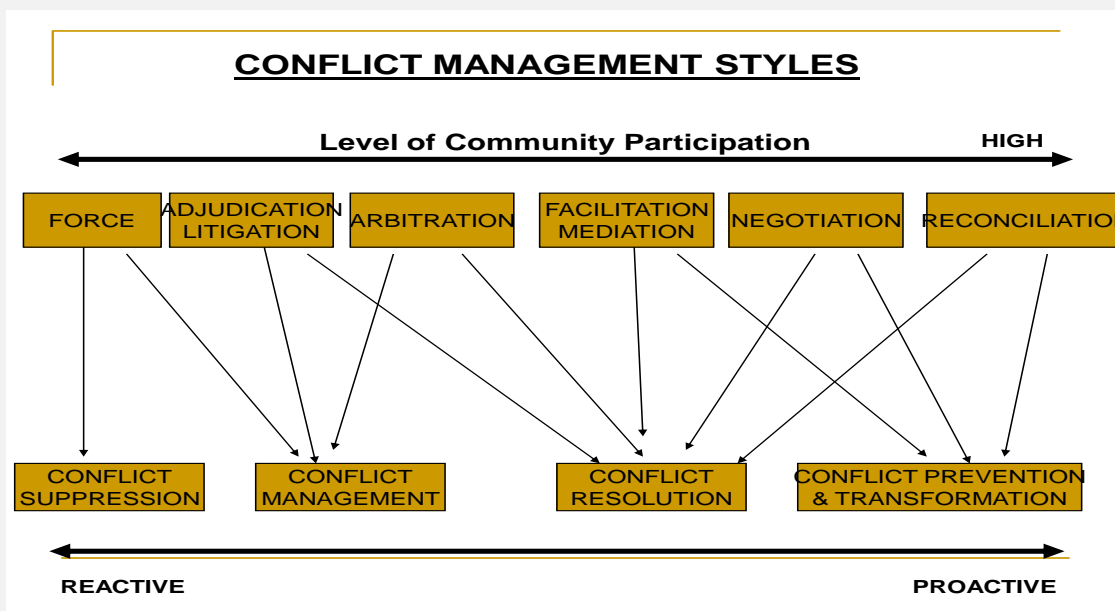 CONFLICT MANAGEMENT STYLES
Level of Community Participation
HIGH
FORCE
ADJUDICATION
LITIGATION
ARBITRATION
FACILITATION
MEDIATION
NEGOTIATION
RECONCILIATION
CONFLICT
SUPPRESSION
CONFLICT
MANAGEMENT
CONFLICT
RESOLUTION
CONFLICT PREVENTION
& TRANSFORMATION
REACTIVE
PROACTIVE